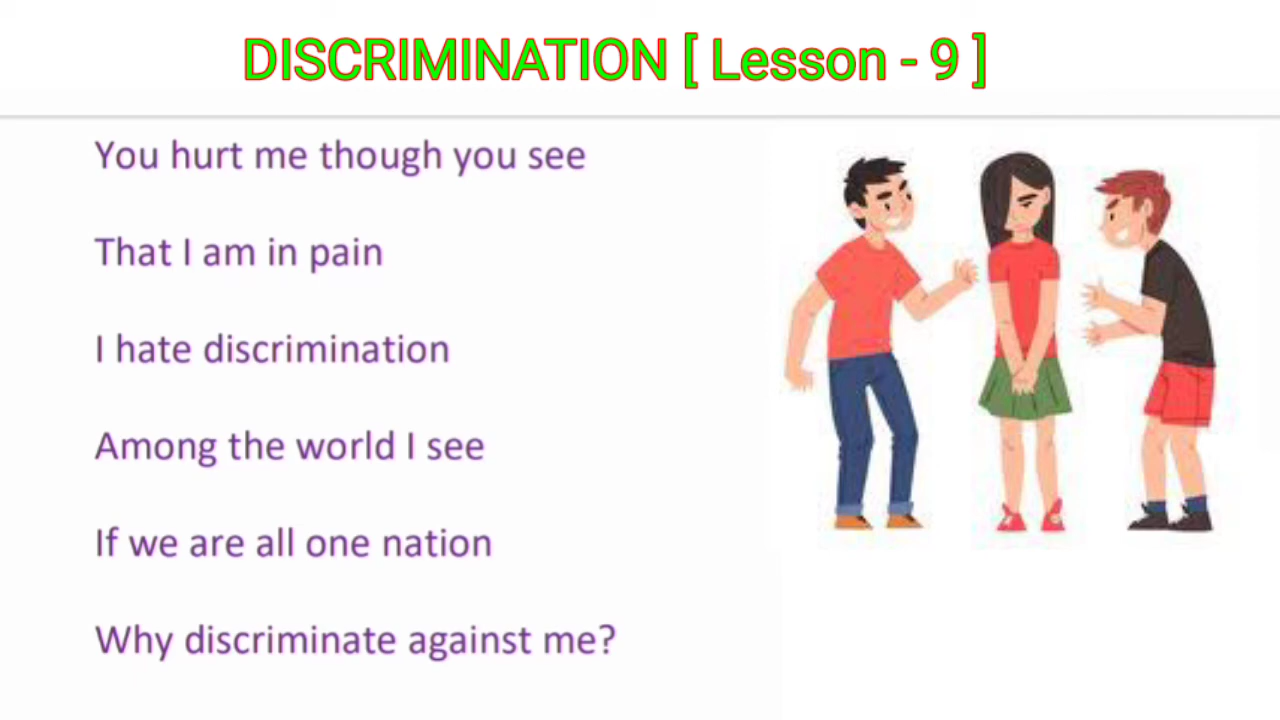 DISCRIMINATION [ Lesson - 9 ]
You hurt me though you see
That I am in pain
I hate discrimination
Among the world I see
If we are all one nation
Why discriminate against me?